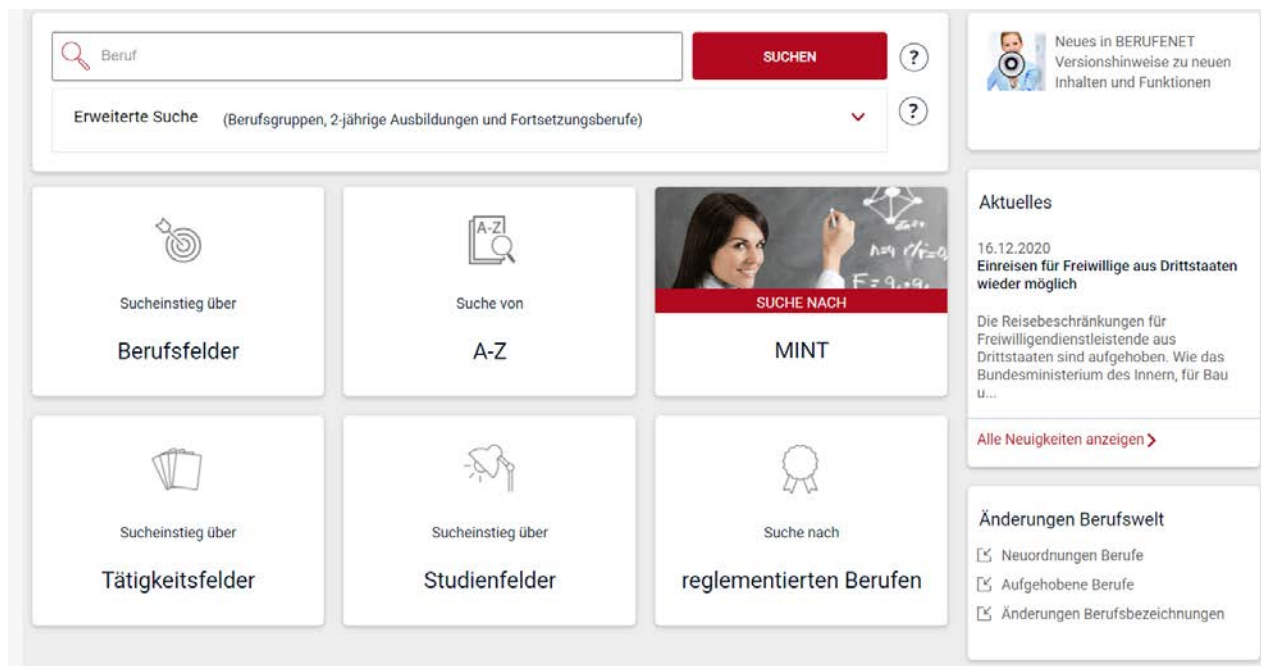 Beruf
SUCHEN
?
Erweiterte Suche (Berufsgruppen, 2-jährige Ausbildungen und Fortsetzungsberufe)
?
Sucheinstieg über
Berufsfelder
A-Z
Suche von
A-Z
SUCHE NACH
MINT
Sucheinstieg über
Tätigkeitsfelder
Sucheinstieg über
Studienfelder
Suche nach
reglementierten Berufen
Neues in BERUFENET
Versionshinweise zu neuen
Inhalten und Funktionen
Aktuelles
16.12.2020
Einreisen für Freiwillige aus Drittstaaten
wieder möglich
Die Reisebeschränkungen für
Freiwilligendienstleistende aus
Drittstaaten sind aufgehoben. Wie das
Bundesministerium des Innern, für Bau
u...
Alle Neuigkeiten anzeigen
Änderungen Berufswelt
Neuordnungen Berufe
Aufgehobene Berufe
Änderungen Berufsbezeichnungen